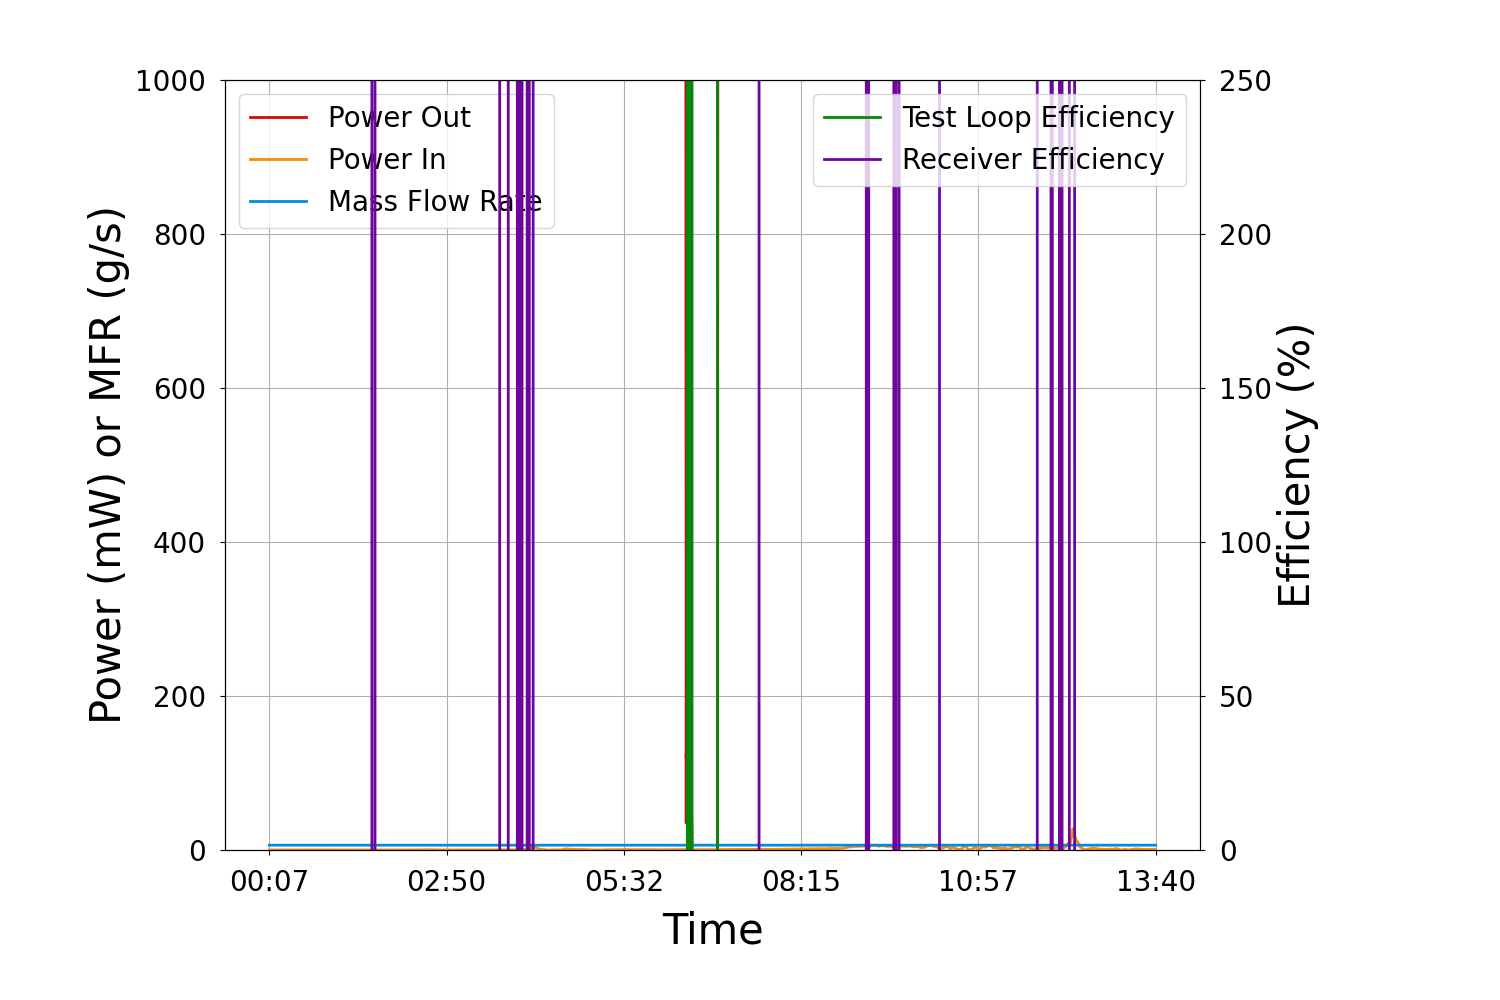 1000
800
600
400
200
0
Power (mW) or MFR (g/s)
Power Out
Power In
Mass Flow Rate
Test Loop Efficiency
Receiver Efficiency
250
200
150
100
50
0
Efficiency (%)
00:07 02:50 05:32 08:15 10:57 13:40
Time